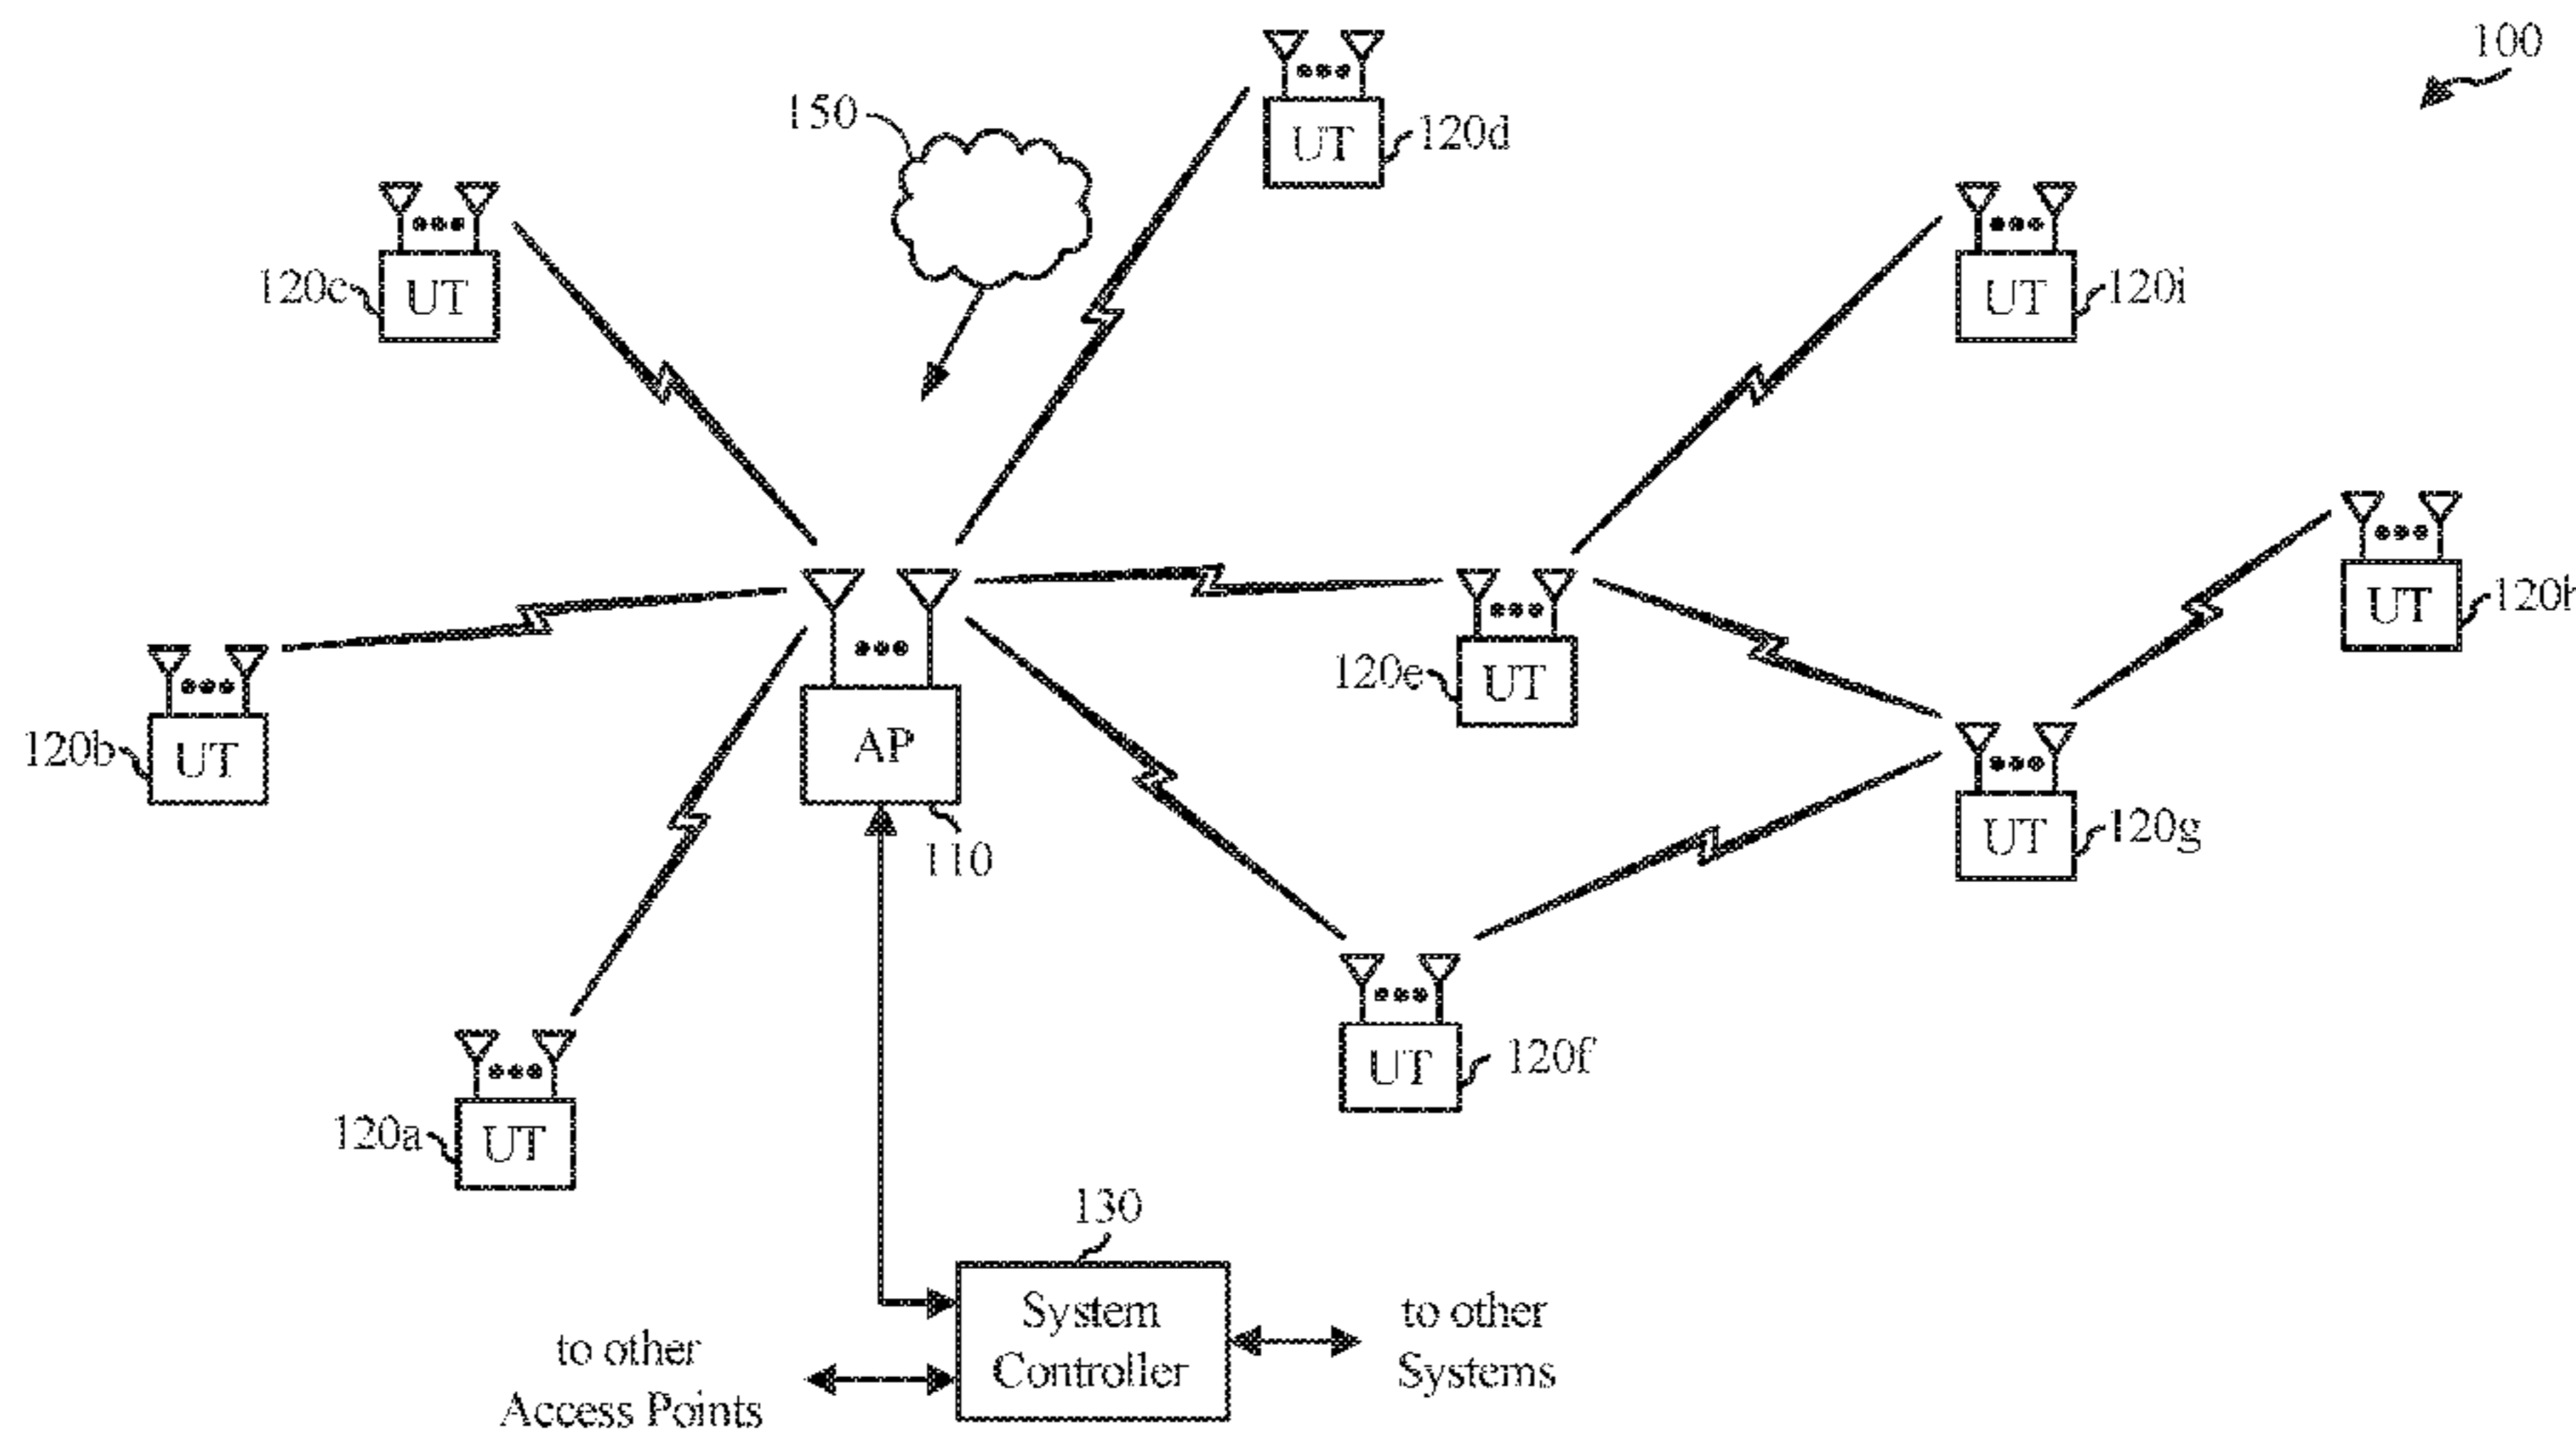 100
150
UT
120d
UT
120c
UT
120i
UT
120h
UT
120e
UT
120b
AP
110
UT
120g
UT
120f
UT
120a
130
System
Controller
to other
Access Points
to other
Systems